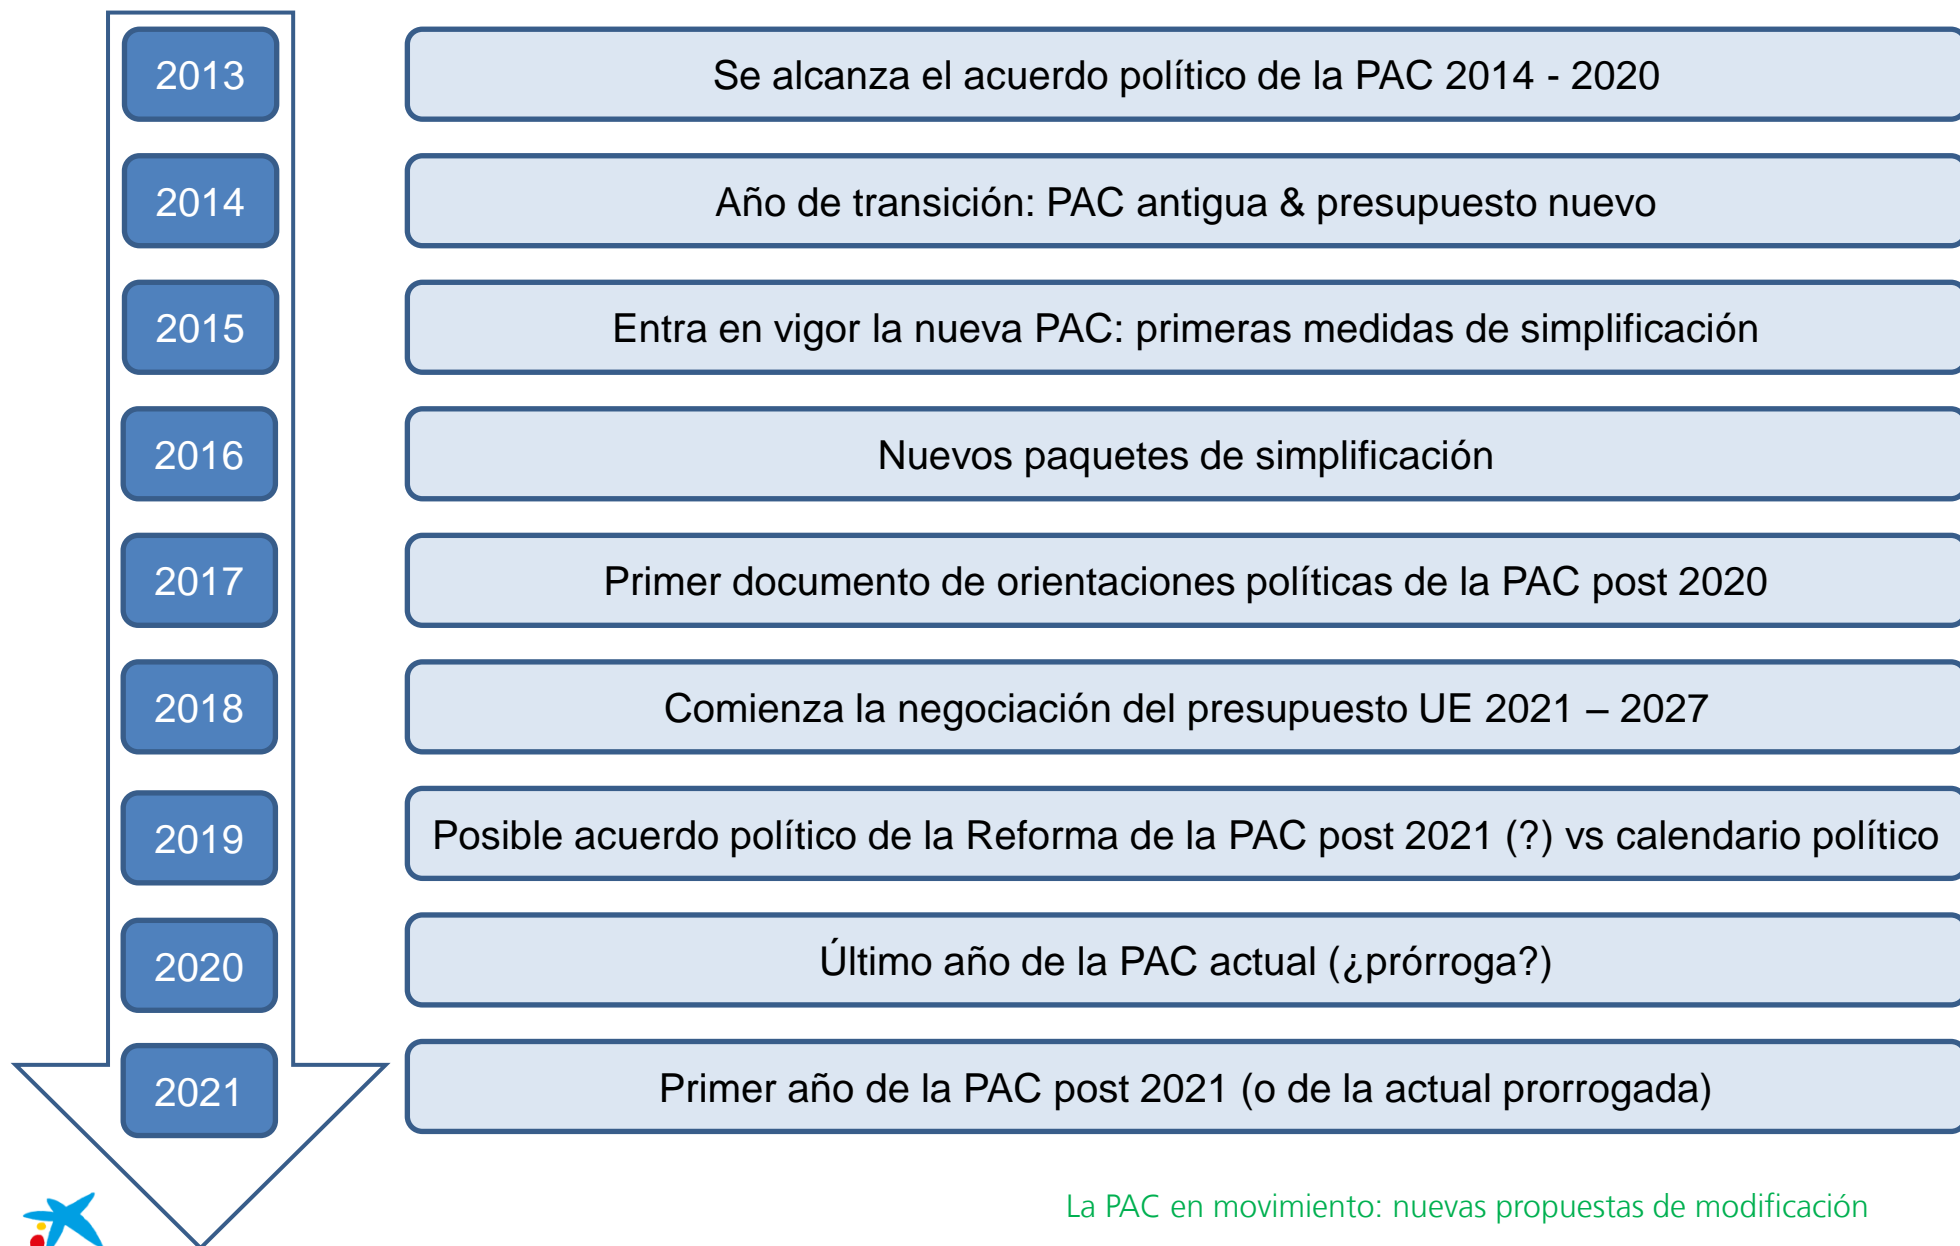 2013
Se alcanza el acuerdo político de la PAC 2014 - 2020
2014
Año de transición: PAC antigua & presupuesto nuevo
2015
Entra en vigor la nueva PAC: primeras medidas de simplificación
2016
Nuevos paquetes de simplificación
2017
Primer documento de orientaciones políticas de la PAC post 2020
2018
Comienza la negociación del presupuesto UE 2021 – 2027
2019
Posible acuerdo político de la Reforma de la PAC post 2021 (?) vs calendario político
2020
Último año de la PAC actual (¿prórroga?)
2021
Primer año de la PAC post 2021 (o de la actual prorrogada)
La PAC en movimiento: nuevas propuestas de modificación